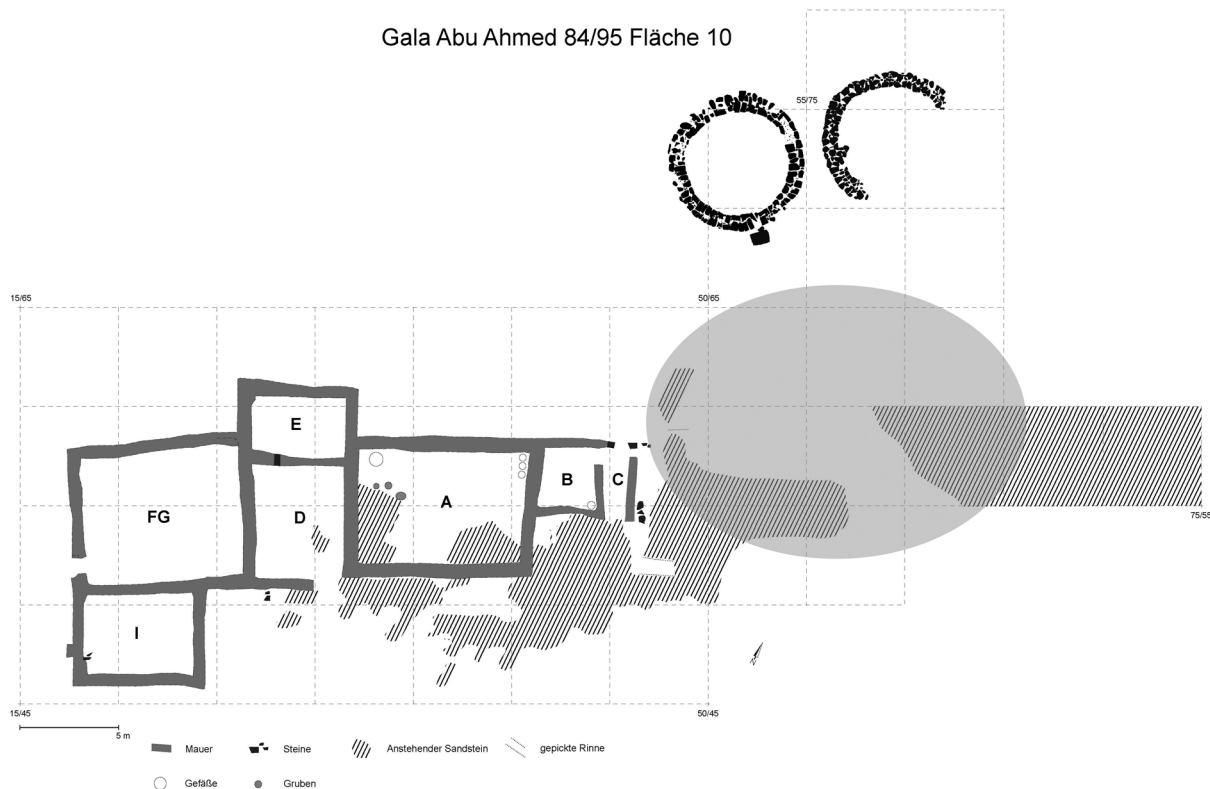 Gala Abu Ahmed 84/95 Fläche 10
55/75
15/65
50/65
E
A
B
C
FG
D
75/55
I
15/45
50/45
5 m
Mauer
Steine
Anstehender Sandstein
gepickte Rinne
Gefäße
Gruben